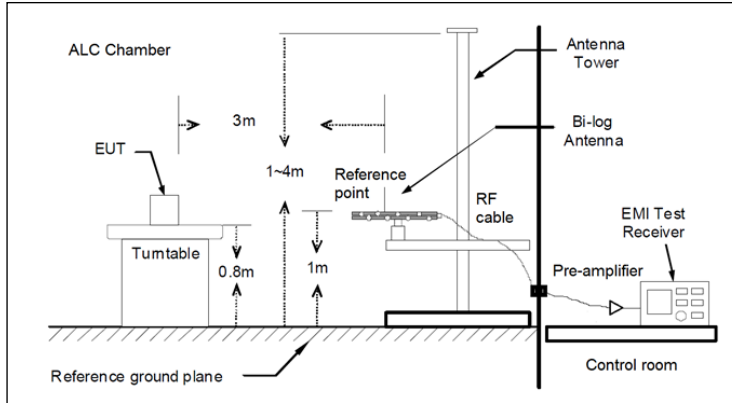 ALC Chamber
Antenna
Tower
3m
Bi-log
Antenna
EUT
1~4m
Reference
point
RF
cable
EMI Test
Receiver
Turntable
0.8m
1m
Pre-amplifier
Reference ground plane
Control room